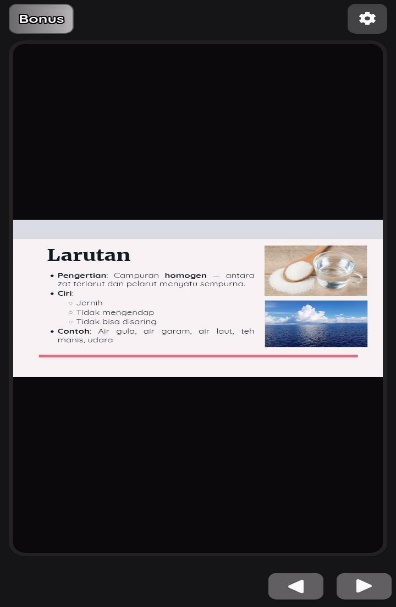 Bonus
Larutan
• Pengertian: Campuran homogen — antara
zat terlarut dan pelarut menyatu sempurna.
• Ciri:
○ Jernih
○ Tidak mengendap
○ Tidak bisa disaring
• Contoh: Air gula, air garam, air laut, teh
manis, udara